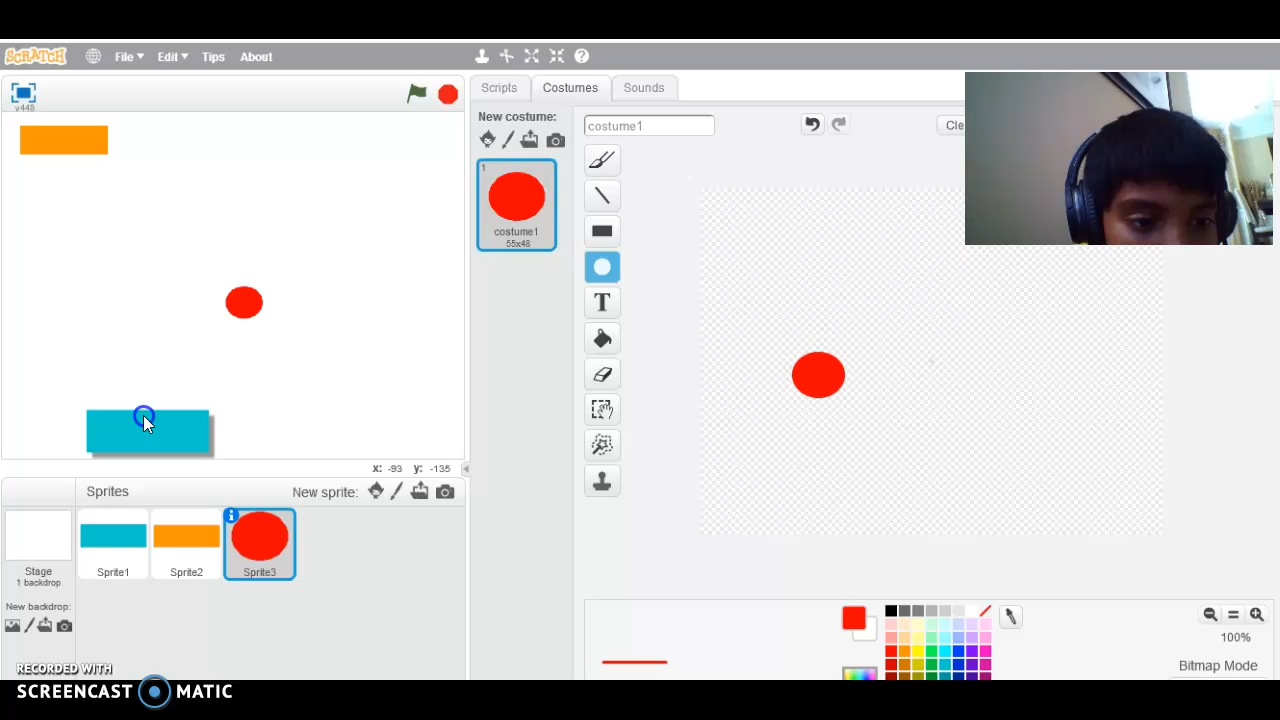 SCRATCH
File Edit Tips About
v448
Scripts Costumes Sounds
New costume:
costume1
Cle
1
costume1
55x48
T
x: -93 y: -135
Sprites New sprite:
Stage
1 backdrop
Sprite1 Sprite2 Sprite3
New backdrop:
100%
Bitmap Mode
RECORDED WITH
SCREENCAST MATIC